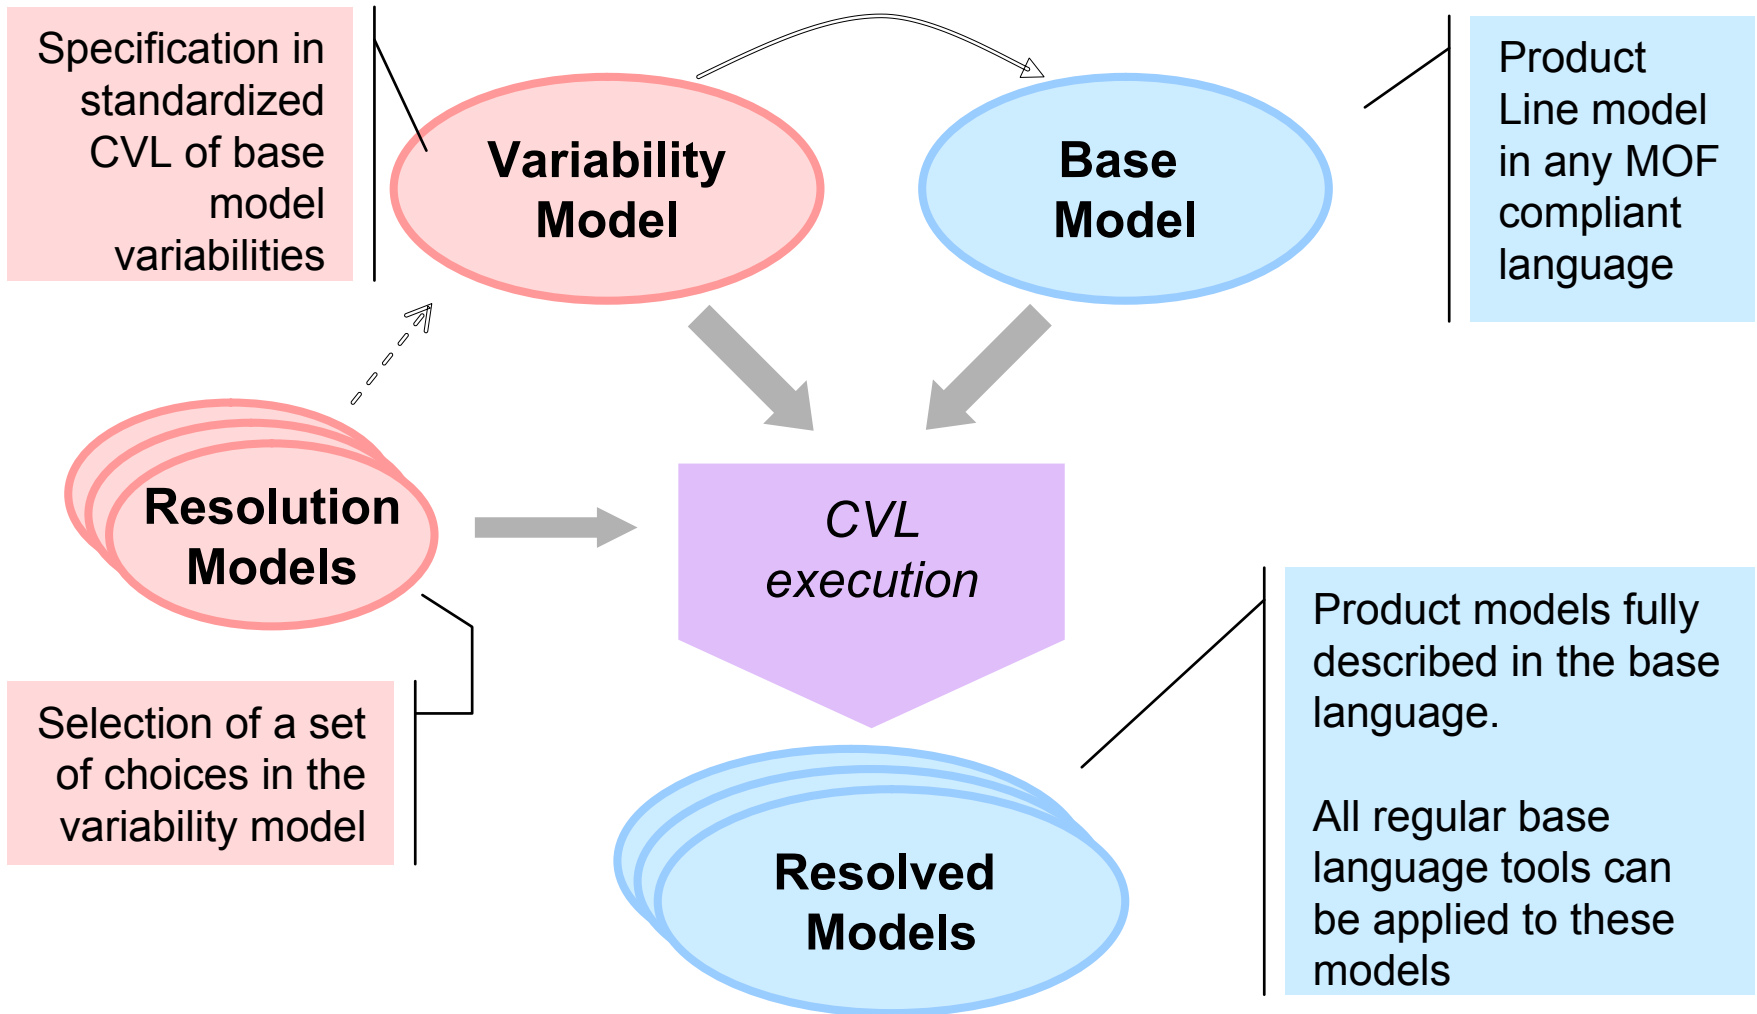 Specification in
standardized
CVL of base
model
variabilities
Variability
Model
Base
Model
Product
Line model
in any MOF
compliant
language
Resolution
Models
CVL
execution
Selection of a set
of choices in the
variability model
Resolved
Models
Product models fully
described in the base
language.
All regular base
language tools can
be applied to these
models